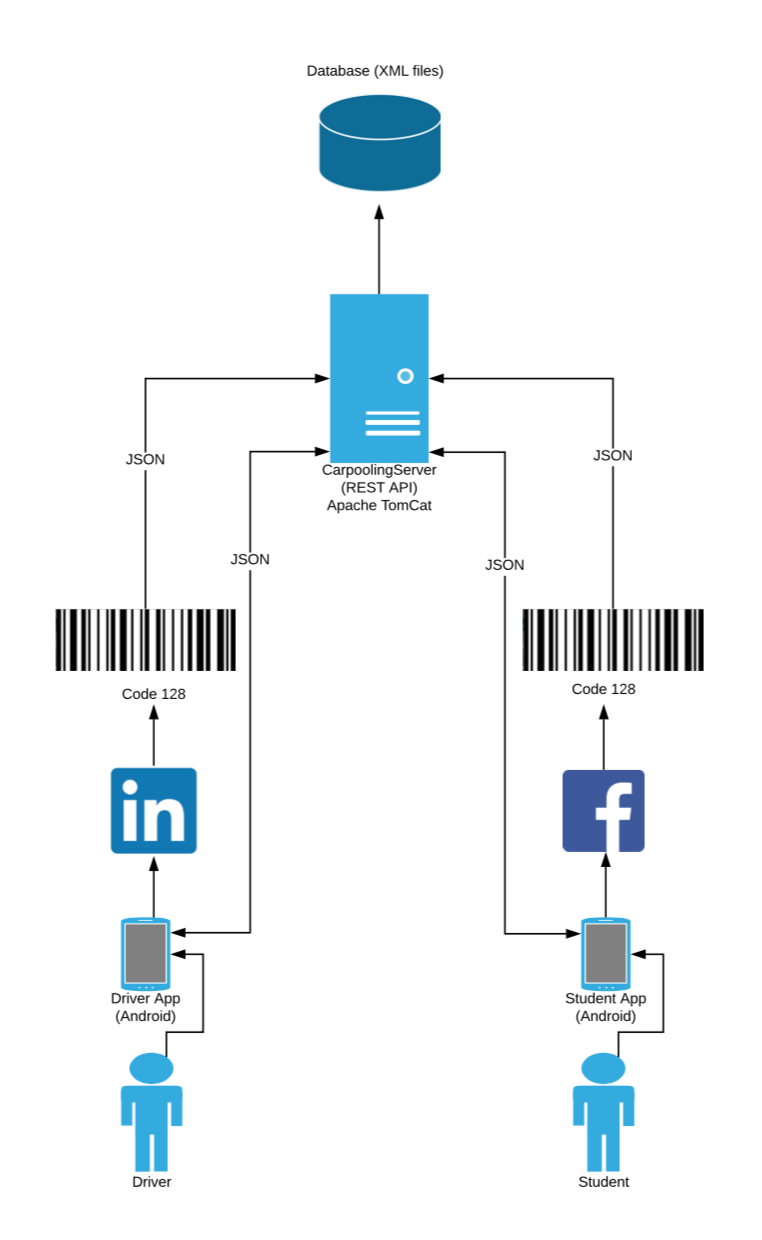 Database (XML files)
CarpoolingServer
(REST API)
Apache TomCat
JSON
JSON
JSON
JSON
Code 128
Code 128
in
f
Driver App
(Android)
Student App
(Android)
Driver
Student